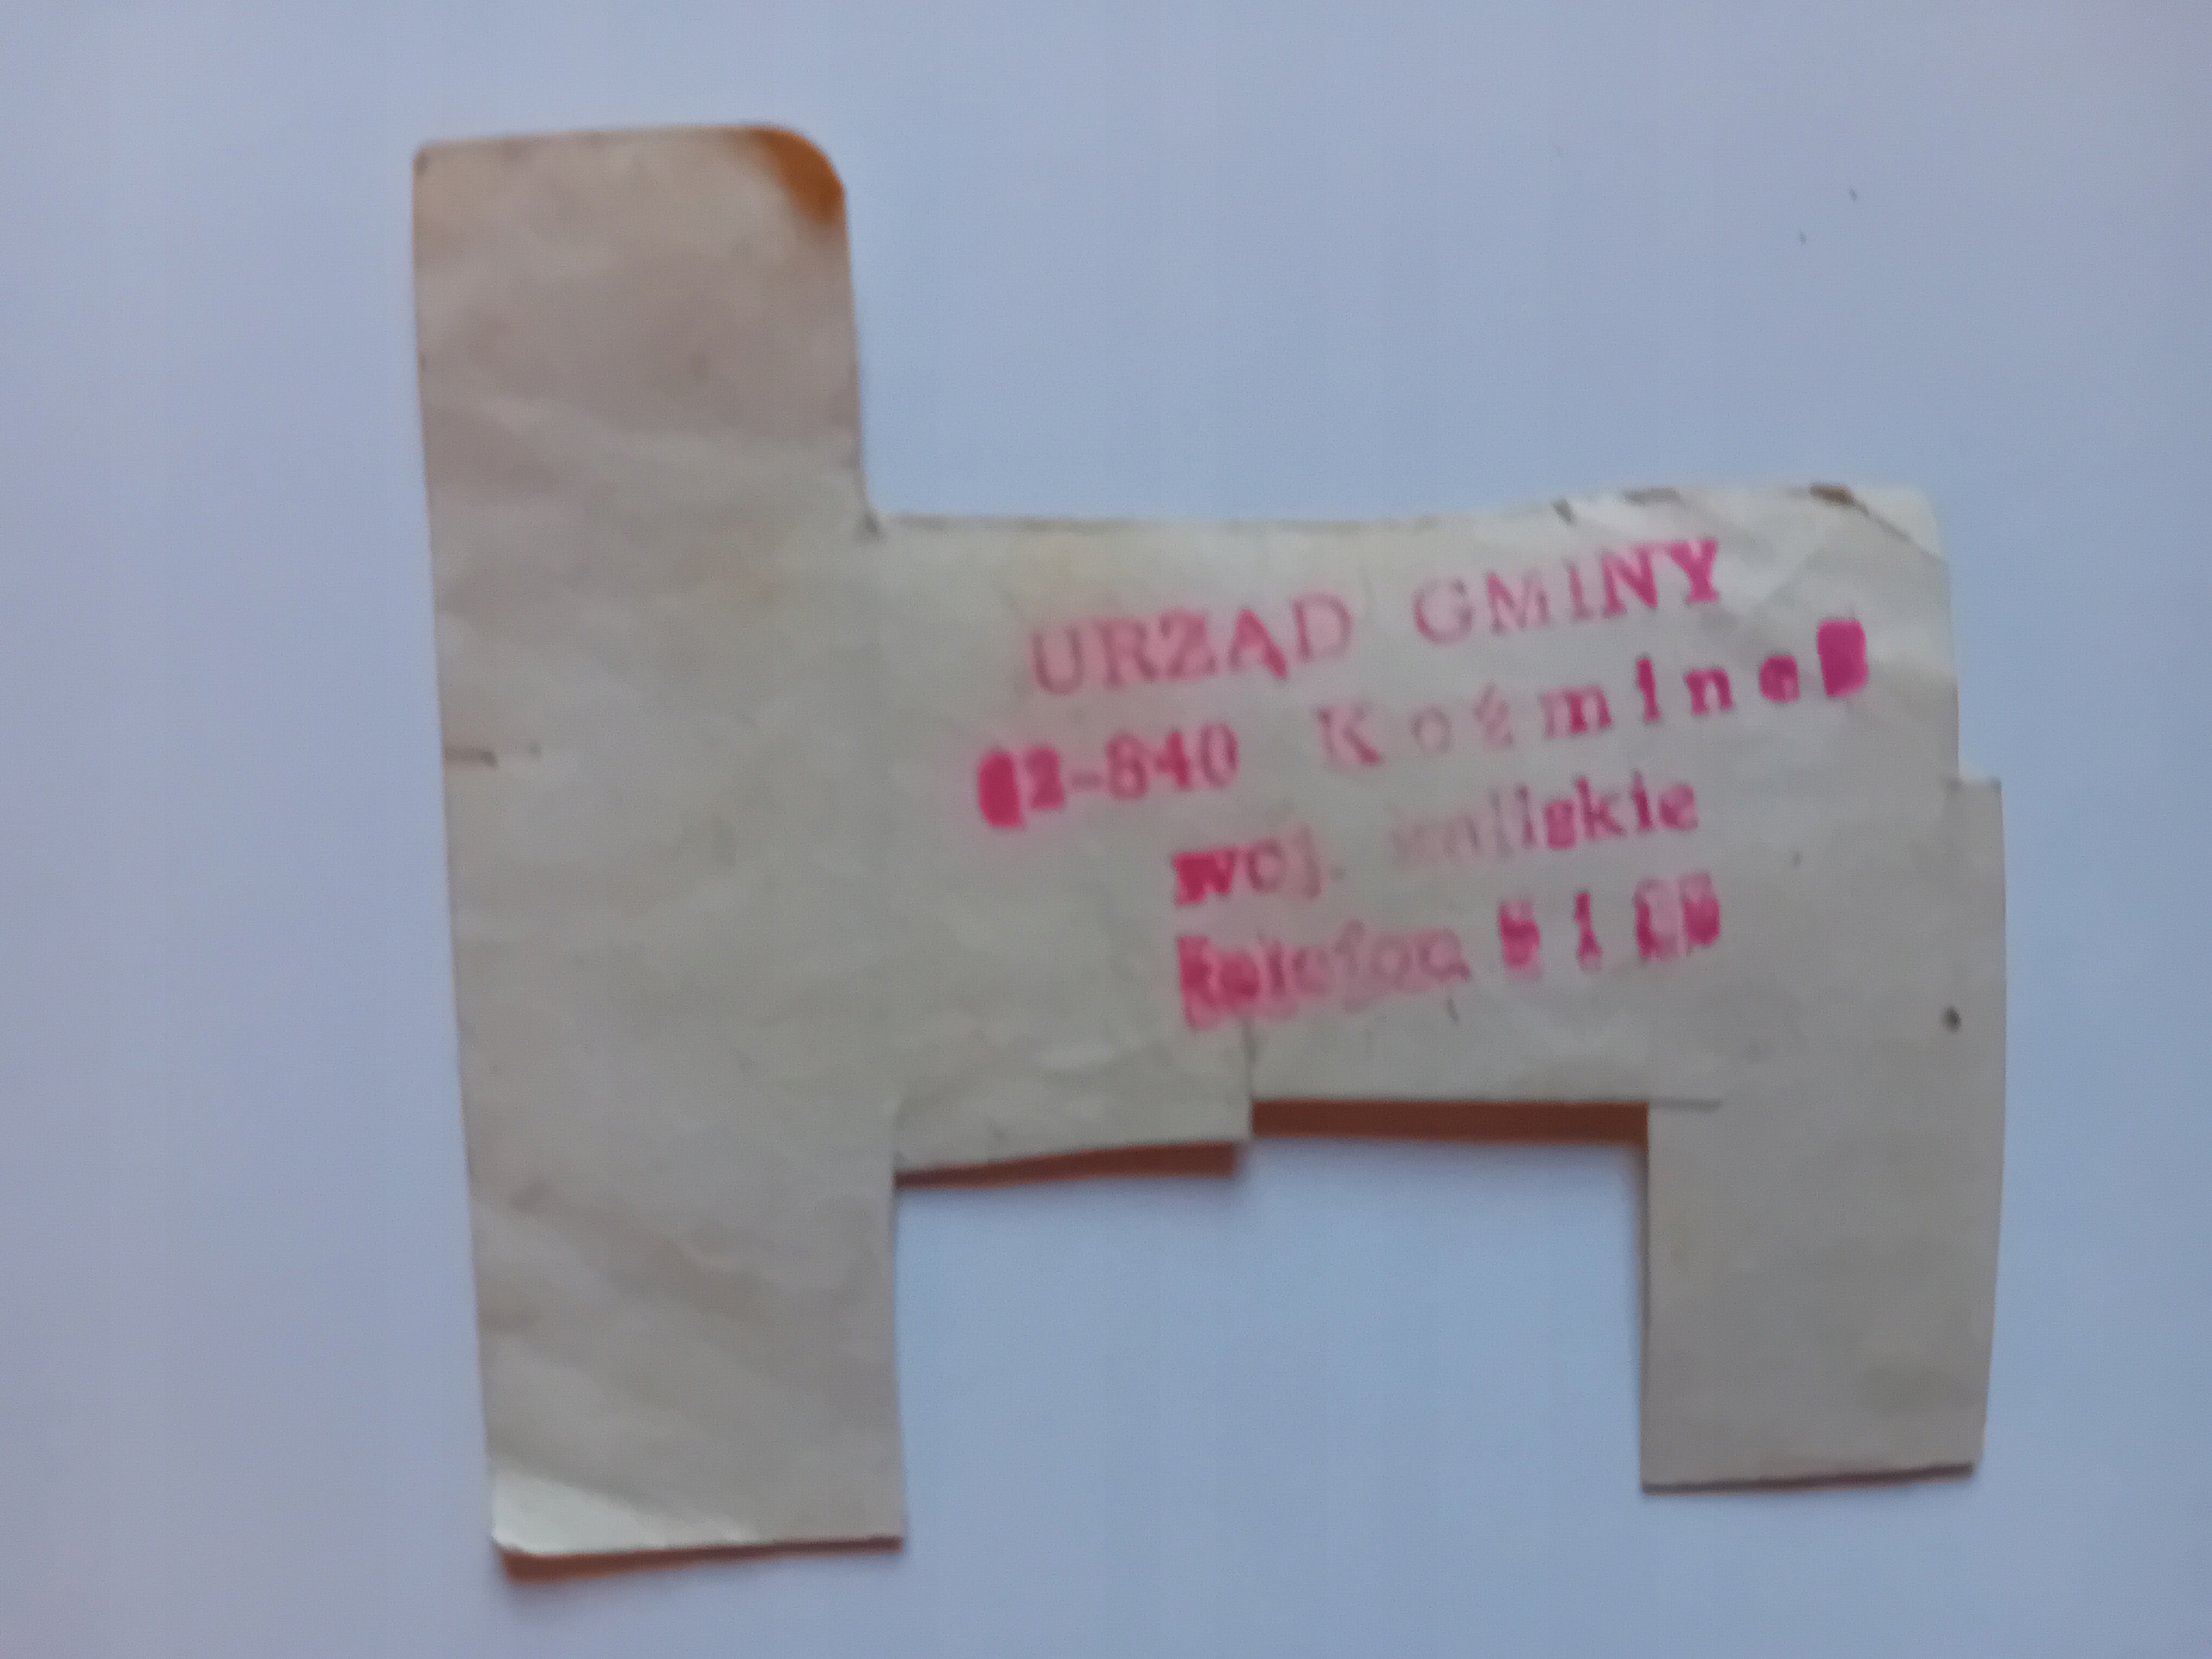 URZĄD GMINY
62-840 Koźminek
woj. kaliskie
Telefon